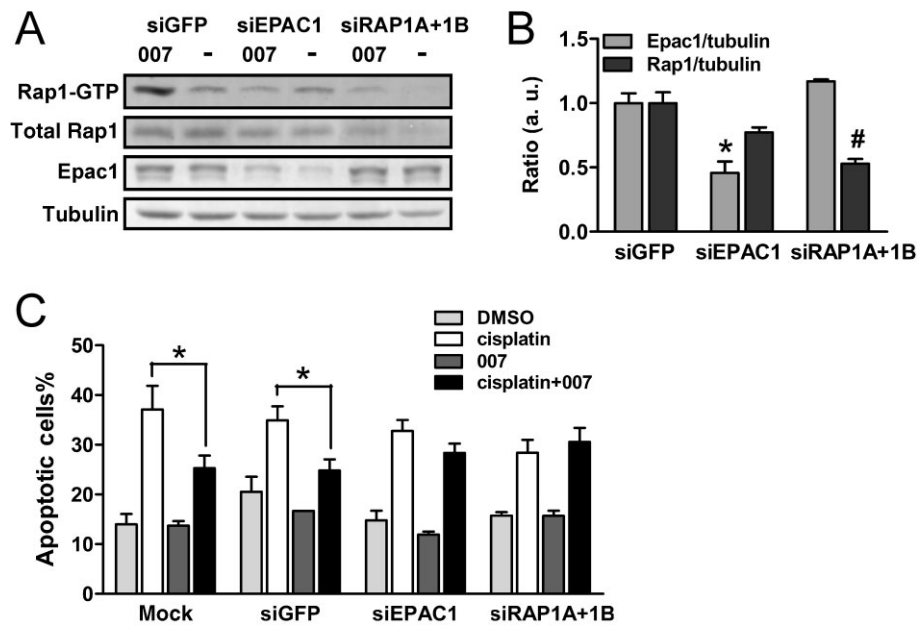 A
siGFP siEPAC1 siRAP1A+1B
007 - 007 - 007 -
Rap1-GTP
Total Rap1
Epac1
Tubulin
B
Epac1/tubulin
Rap1/tubulin
Ratio (a. u.)
1.5
1.0
0.5
0.0
*
#
siGFP siEPAC1 siRAP1A+1B
C
DMSO
cisplatin
007
cisplatin+007
Apoptotic cells%
50
40
30
20
10
0
* *
Mock siGFP siEPAC1 siRAP1A+1B